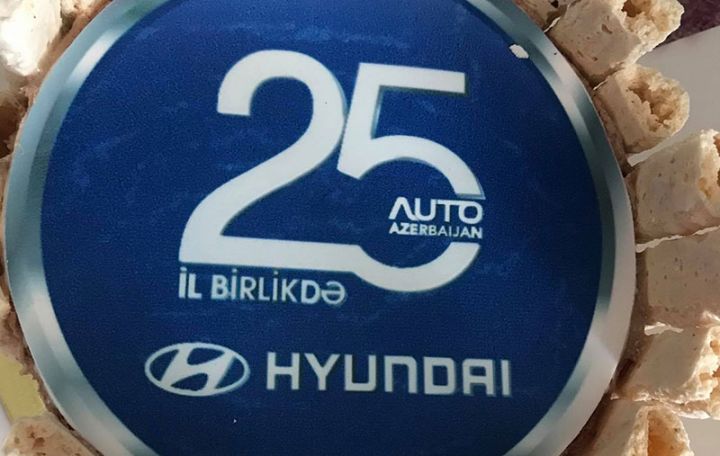 25
AUTO
AZERBAIJAN
İL BİRLİKDƏ
HYUNDAI